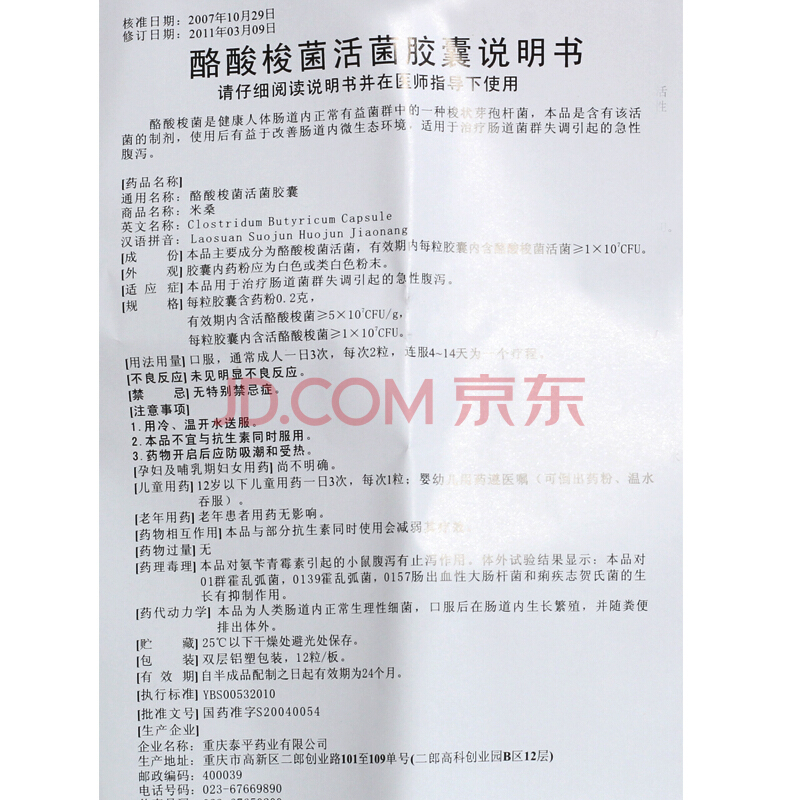 核准日期：2007年10月29日
修订日期：2011年03月09日
酪酸梭菌活菌胶囊说明书
请仔细阅读说明书并在医师指导下使用
酪酸梭菌是健康人体肠道内正常有益菌群中的一种梭状芽孢杆菌，本品是含有该活
菌的制剂，使用后有益于改善肠道内微生态环境，适用于治疗肠道菌群失调引起的急性
腹泻。
[药品名称]
通用名称：酪酸梭菌活菌胶囊
商品名称：米桑
英文名称：Clostridum Butyricum Capsule
汉语拼音：Laosuan Suojun Huojun Jiaonang
[成 份]本品主要成分为酪酸梭菌活菌，有效期内每粒胶囊内含酪酸梭菌活菌≥1×10⁷CFU。
[外 观]胶囊内药粉应为白色或类白色粉末。
[适 应 症]本品用于治疗肠道菌群失调引起的急性腹泻。
[规 格]每粒胶囊含药粉0.2克，
有效期内含活酪酸梭菌≥5×10⁷CFU/g，
每粒胶囊内含活酪酸梭菌≥1×10⁷CFU。
[用法用量]口服，通常成人一日3次，每次2粒，连服4~14天为一个疗程。
[不良反应]未见明显不良反应。
[禁 忌]无特别禁忌症。
JD.COM 京东
[注意事项]
1.用冷、温开水送服。
2.本品不宜与抗生素同时服用。
3.药物开启后应防吸潮和受热。
[孕妇及哺乳期妇女用药]尚不明确。
[儿童用药]12岁以下儿童用药一日3次，每次1粒；婴幼儿用药遵医嘱（可倒出药粉、温水
吞服）。
[老年用药]老年患者用药无影响。
[药物相互作用]本品与部分抗生素同时使用会减弱其疗效。
[药物过量]无
[药理毒理]本品对氨苄青霉素引起的小鼠腹泻有止泻作用。体外试验结果显示：本品对
O1群霍乱弧菌，O139霍乱弧菌，O157肠出血性大肠杆菌和痢疾志贺氏菌的生
长有抑制作用。
[药代动力学]本品为人类肠道内正常生理性细菌，口服后在肠道内生长繁殖，并随粪便
排出体外。
[贮 藏]25℃以下干燥处避光处保存。
[包 装]双层铝塑包装，12粒/板。
[有 效 期]自半成品配制之日起有效期为24个月。
[执行标准]YBS00532010
[批准文号]国药准字S20040054
[生产企业]
企业名称：重庆泰平药业有限公司
生产地址：重庆市高新区二郎创业路101至109单号(二郎高科创业园B区12层)
邮政编码：400039
电话号码：023-67669890